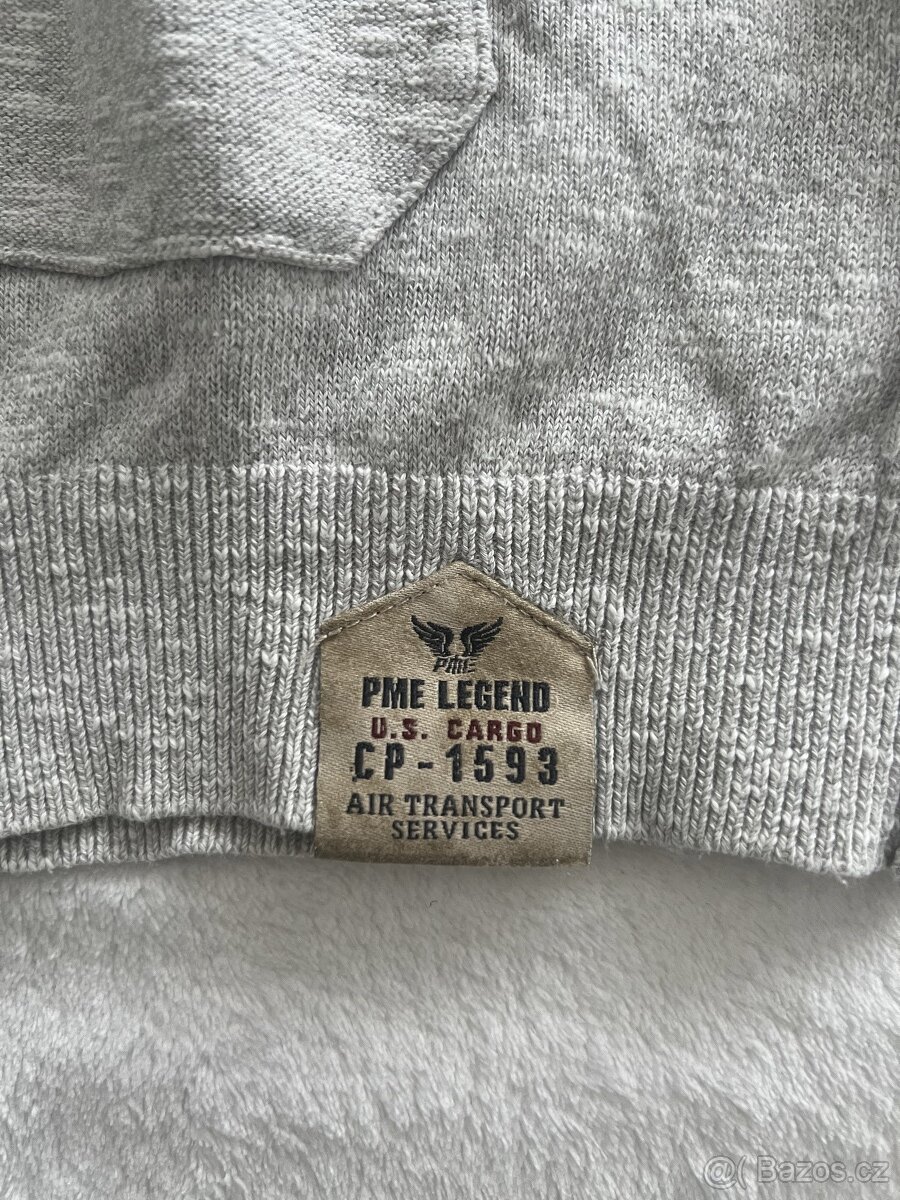 PME
PME LEGEND
U.S. CARGO
CP-1593
AIR TRANSPORT
SERVICES
@( Bazos.cz